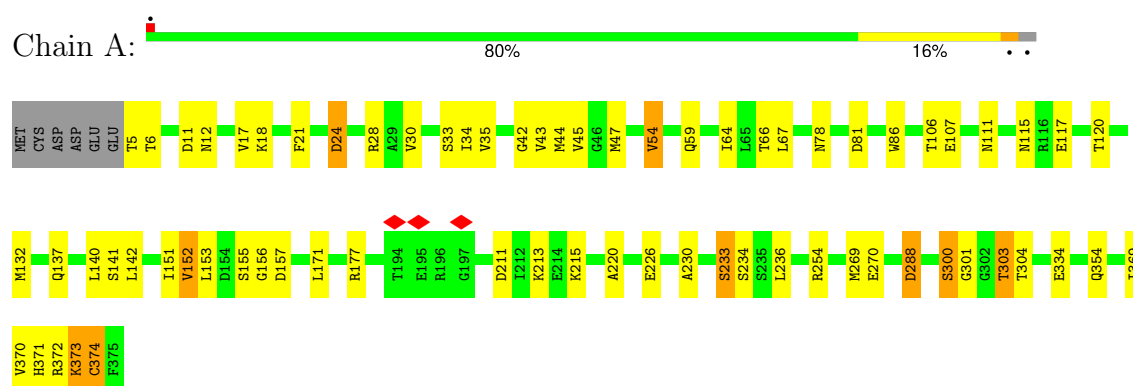 Chain A:
80% 16%
MET CYS ASP ASP GLU GLU T5 T6 D11 N12 V17 K18 F21 D24 R28 A29 V30 S33 I34 V35 G42 V43 M44 V45 G46 M47 V54 Q59 I64 L65 T66 L67 N78 D81 W86 T106 E107 N111 N115 R116 E117 T120
M132 Q137 L140 S141 L142 I151 V152 L153 D154 S155 G156 D157 L171 R177 T194 E195 R196 G197 D211 I212 K213 E214 K215 A220 E226 A230 S233 S234 S235 L236 R254 M269 E270 D288 S300 G301 G302 T303 T304 E334 Q354
V370 H371 R372 K373 C374 F375